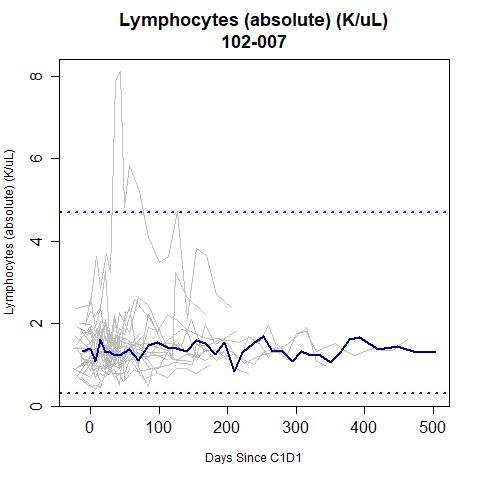 Lymphocytes (absolute) (K/uL)
102-007
Lymphocytes (absolute) (K/uL)
8
6
4
2
0
0 100 200 300 400 500
Days Since C1D1